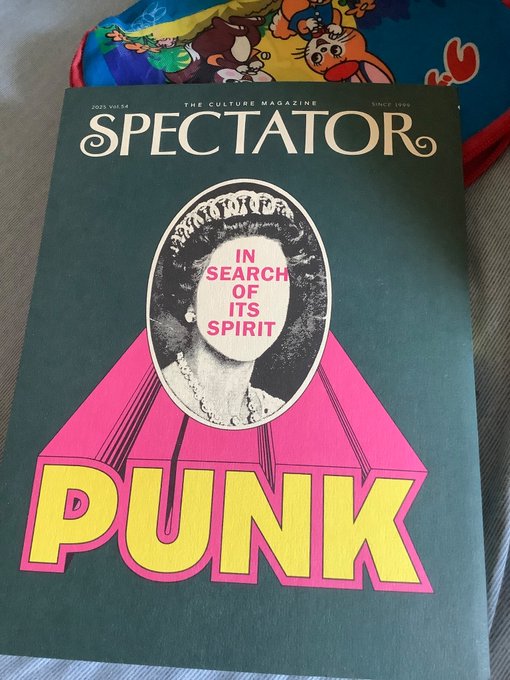 2025 Vol.54
THE CULTURE MAGAZINE
SINCE 1999
SPECTATOR
IN
SEARCH
OF
ITS
SPIRIT
PUNK